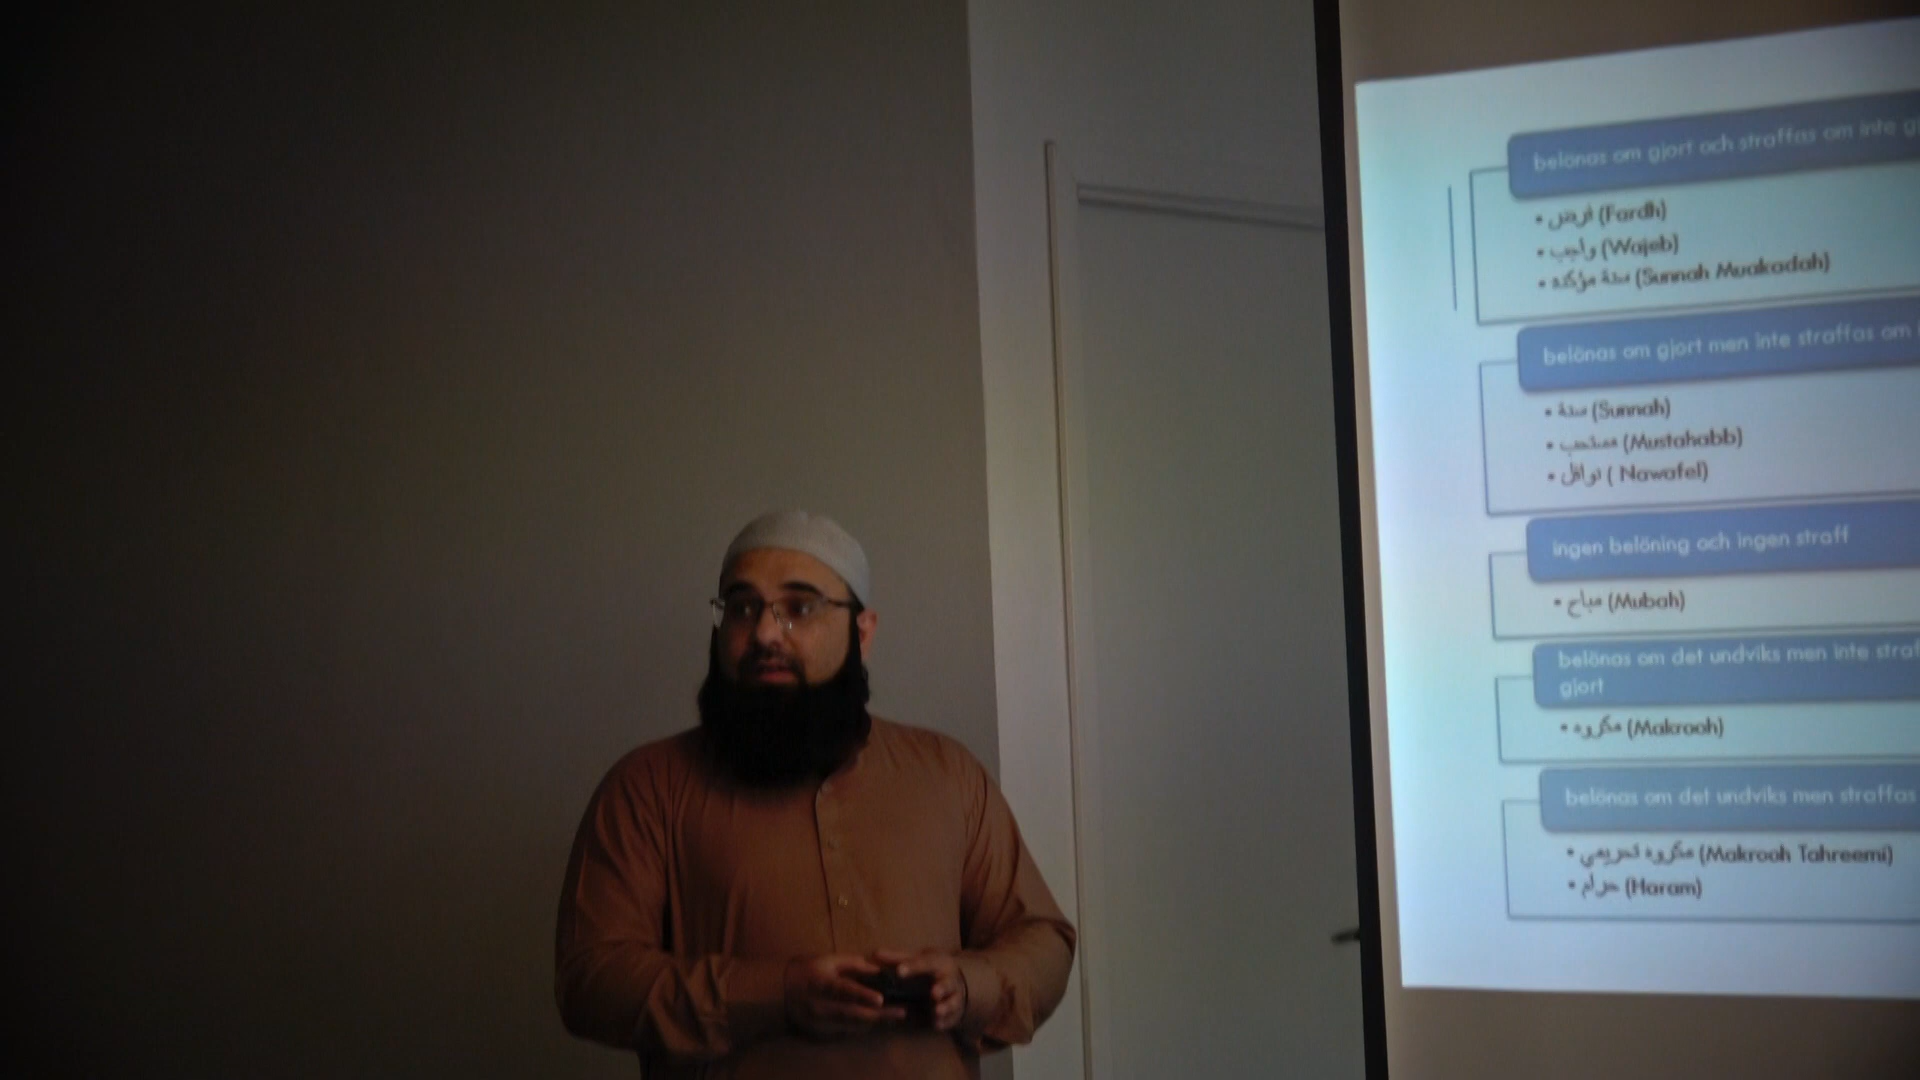 belönas om gjort och straffas om inte
• فرض (Fardh)
• واجب (Wajeb)
• سنة مؤكده (Sunnah Muakadah)
belönas om gjort men inte straffas om
• سنة (Sunnah)
• مستحب (Mustahabb)
• نوافل ( Nawafel)
ingen belöning och ingen straff
• مباح (Mubah)
belönas om det undviks men inte
gjort
• مكروه (Makrooh)
belönas om det undviks men straffas
• مكروه تحريمي (Makrooh Tahreemi)
• حرام (Haram)